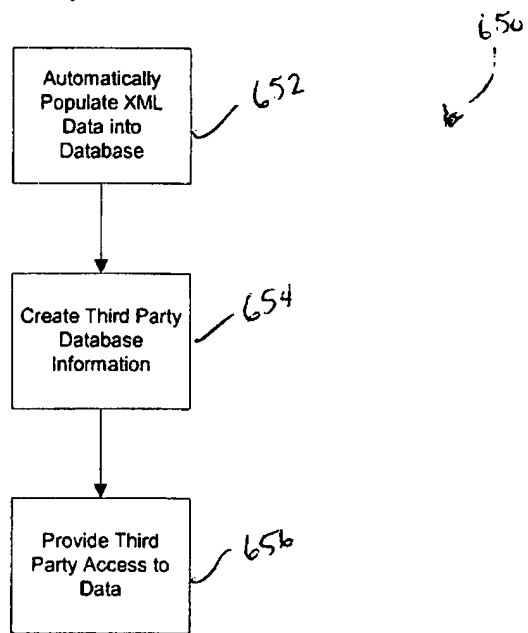 650
Automatically
Populate XML
Data into
Database
652
Create Third Party
Database
Information
654
Provide Third
Party Access to
Data
656